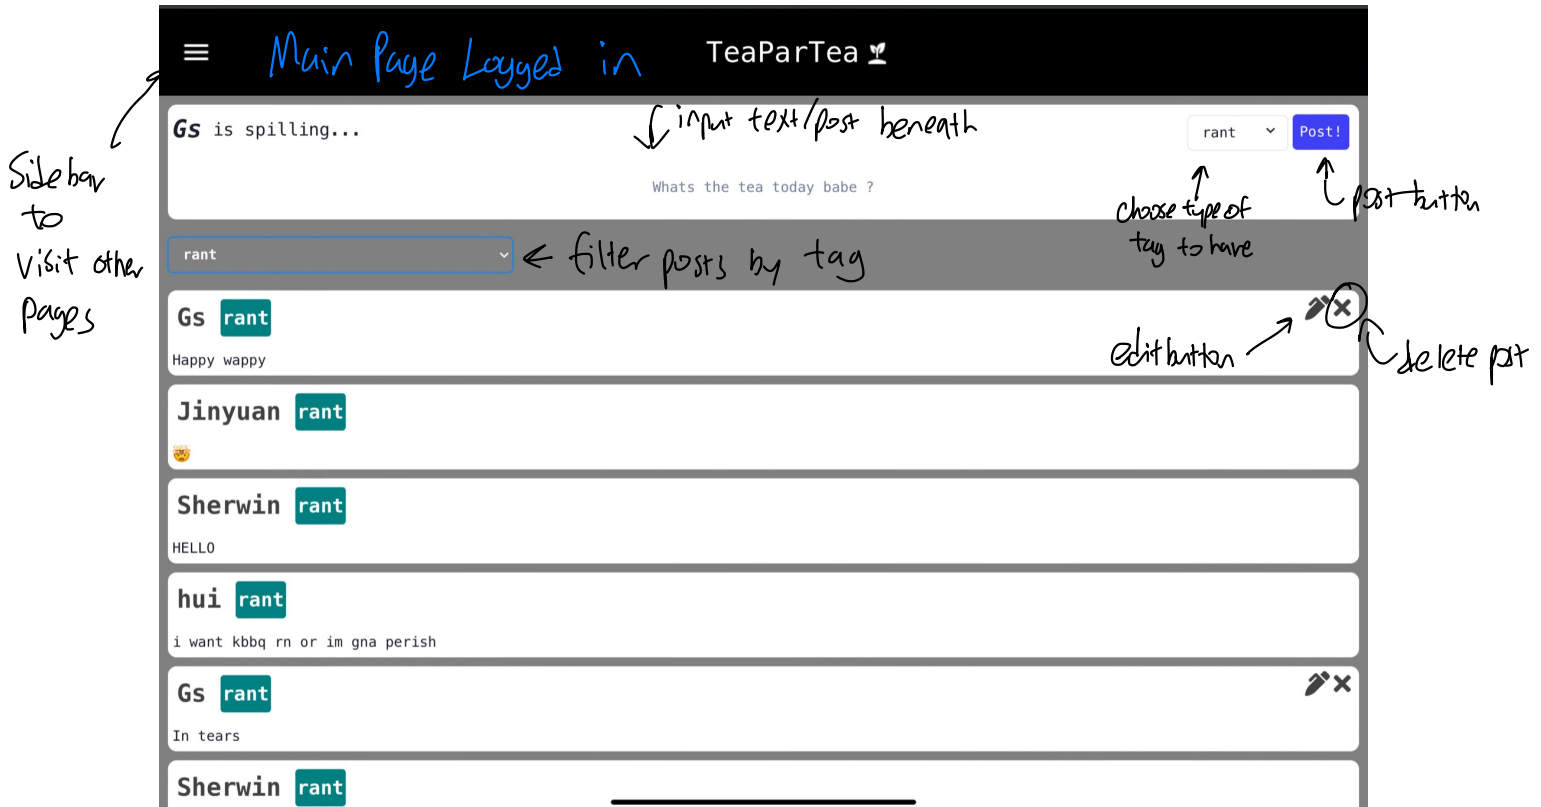 Main Page Logged in
TeaParTea
Gs is spilling...
input text/post beneath
rant
Post!
Whats the tea today babe ?
Sidebar
to
visit other
pages
choose type of
tag to have
post button
rant
filter posts by tag
Gs rant
Happy wappy
edit button
delete post
Jinyuan rant
🤯
Sherwin rant
HELLO
hui rant
i want kbbq rn or im gna perish
Gs rant
In tears
Sherwin rant